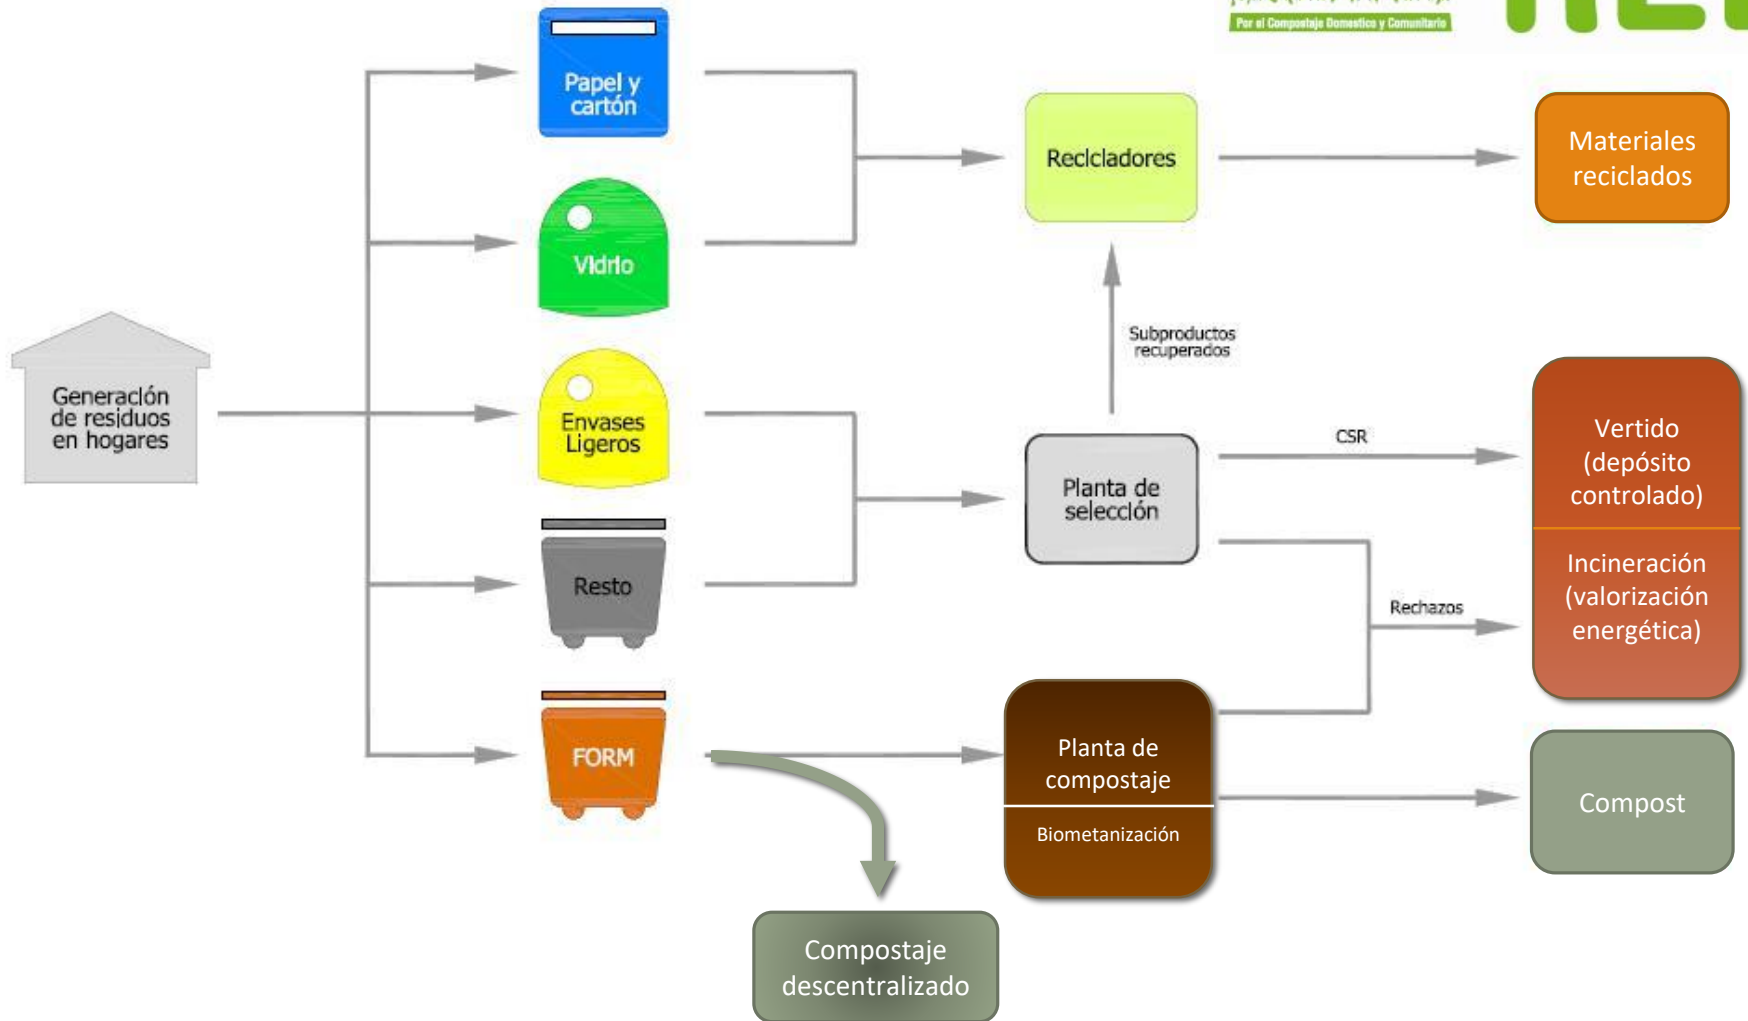 Por el Compostaje Domestico y Comunitario
Papel y
cartón
Vidrio
Envases
Ligeros
Resto
FORM
Generación
de residuos
en hogares
Recicladores
Materiales
reciclados
Subproductos
recuperados
Planta de
selección
CSR
Rechazos
Vertido
(depósito
controlado)
Incineración
(valorización
energética)
Planta de
compostaje
Biometanización
Compost
Compostaje
descentralizado